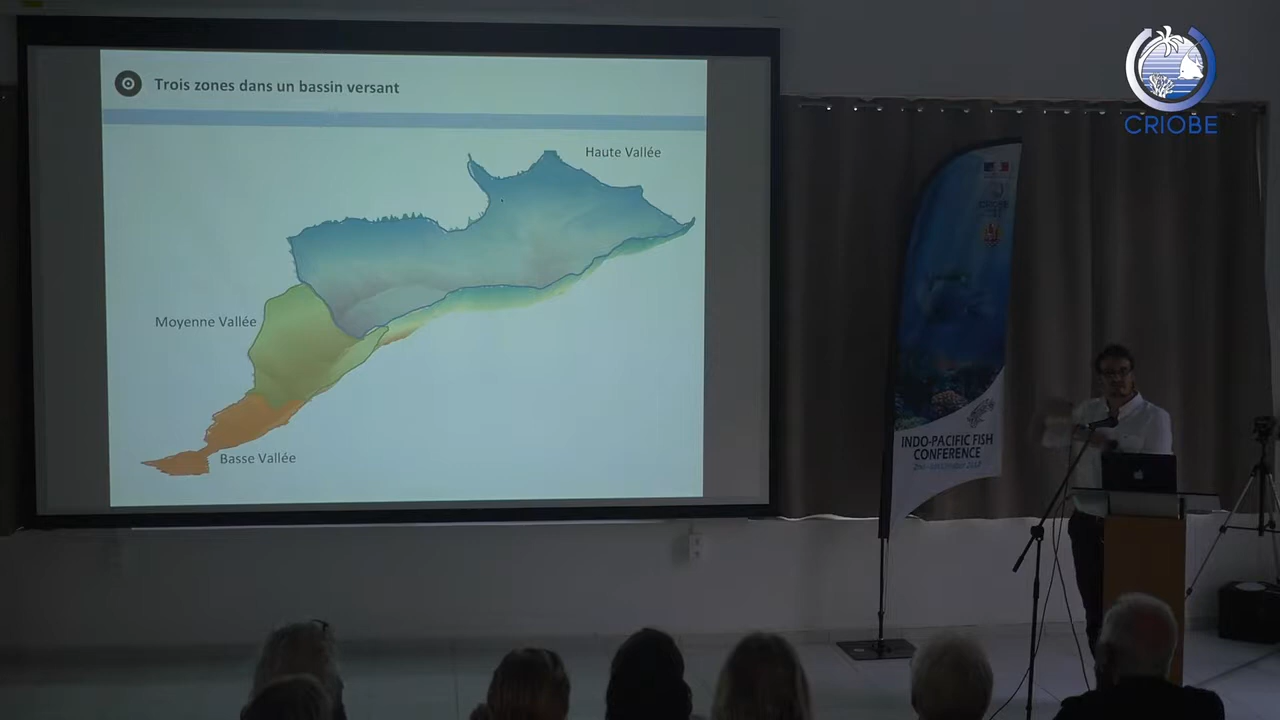 Trois zones dans un bassin versant
Haute Vallée
Moyenne Vallée
Basse Vallée
CRIOBE
INDO-PACIFIC FISH
CONFERENCE